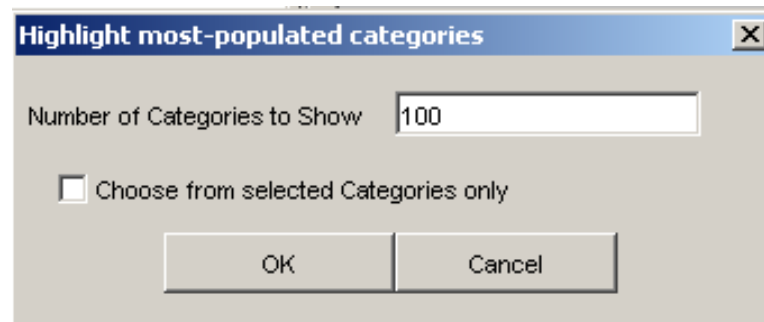 Highlight most-populated categories
Number of Categories to Show 100
Choose from selected Categories only
OK Cancel